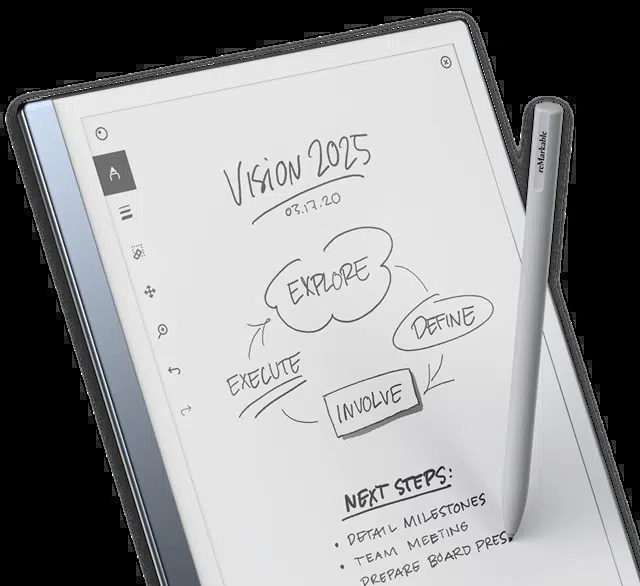 Vision 2025
03.17.20
EXPLORE
DEFINE
INVOLVE
EXECUTE
NEXT STEPS:
• DETAIL MILESTONES
• TEAM MEETING
PREPARE BOARD PRES
reMarkable